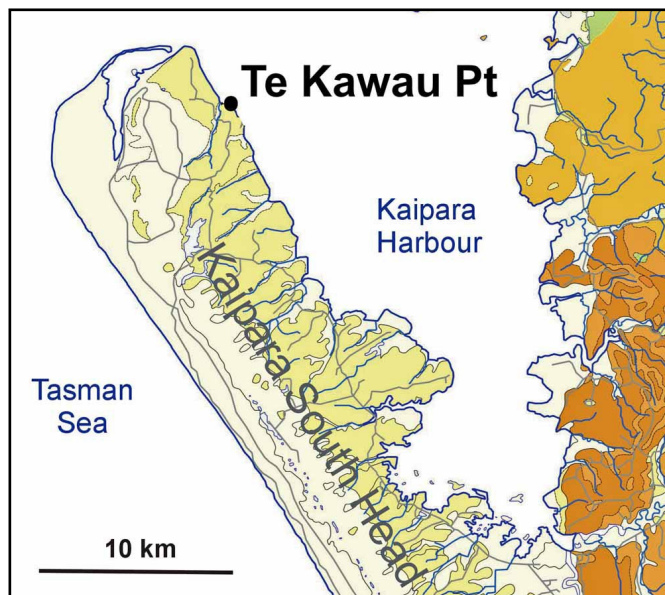 Te Kawau Pt
Kaipara
Harbour
Kaipara South Head
Tasman
Sea
10 km